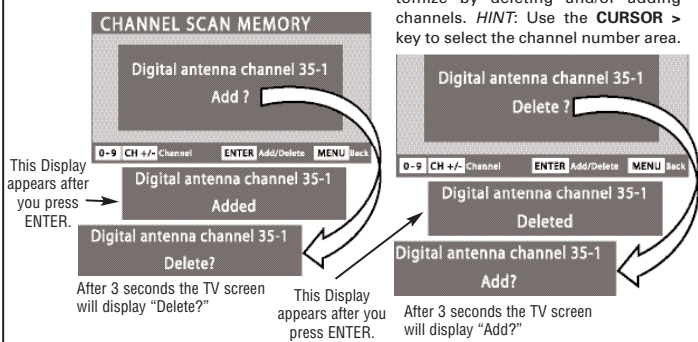 tomize by deleting and/or adding
channels. HINT: Use the CURSOR >
key to select the channel number area.
CHANNEL SCAN MEMORY
Digital antenna channel 35-1
Add ?
0-9 CH +/- Channel ENTER Add/Delete MENU Back
This Display
appears after
you press
ENTER.
Digital antenna channel 35-1
Added
Digital antenna channel 35-1
Delete?
After 3 seconds the TV screen
will display “Delete?”
Digital antenna channel 35-1
Delete ?
0-9 CH +/- Channel ENTER Add/Delete MENU Back
Digital antenna channel 35-1
Deleted
This Display
appears after you
press ENTER.
Digital antenna channel 35-1
Add?
After 3 seconds the TV screen
will display “Add?”